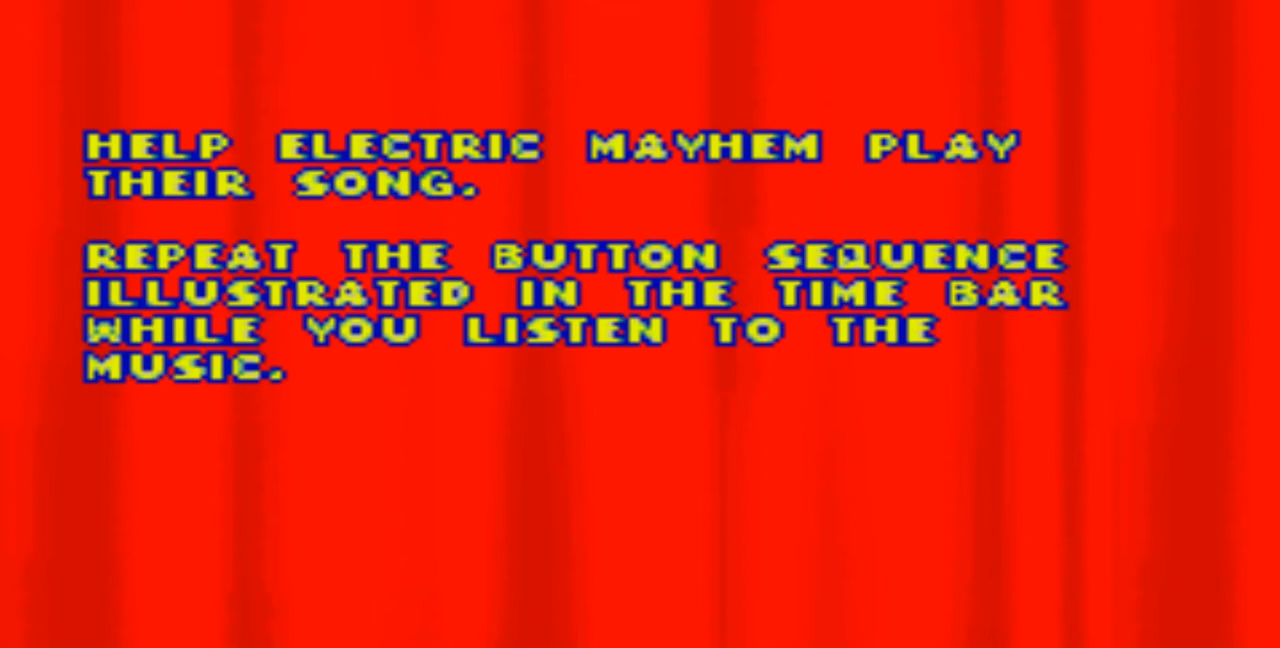 HELP ELECTRIC MAYHEM PLAY
THEIR SONG.
REPEAT THE BUTTON SEQUENCE
ILLUSTRATED IN THE TIME BAR
WHILE YOU LISTEN TO THE
MUSIC.